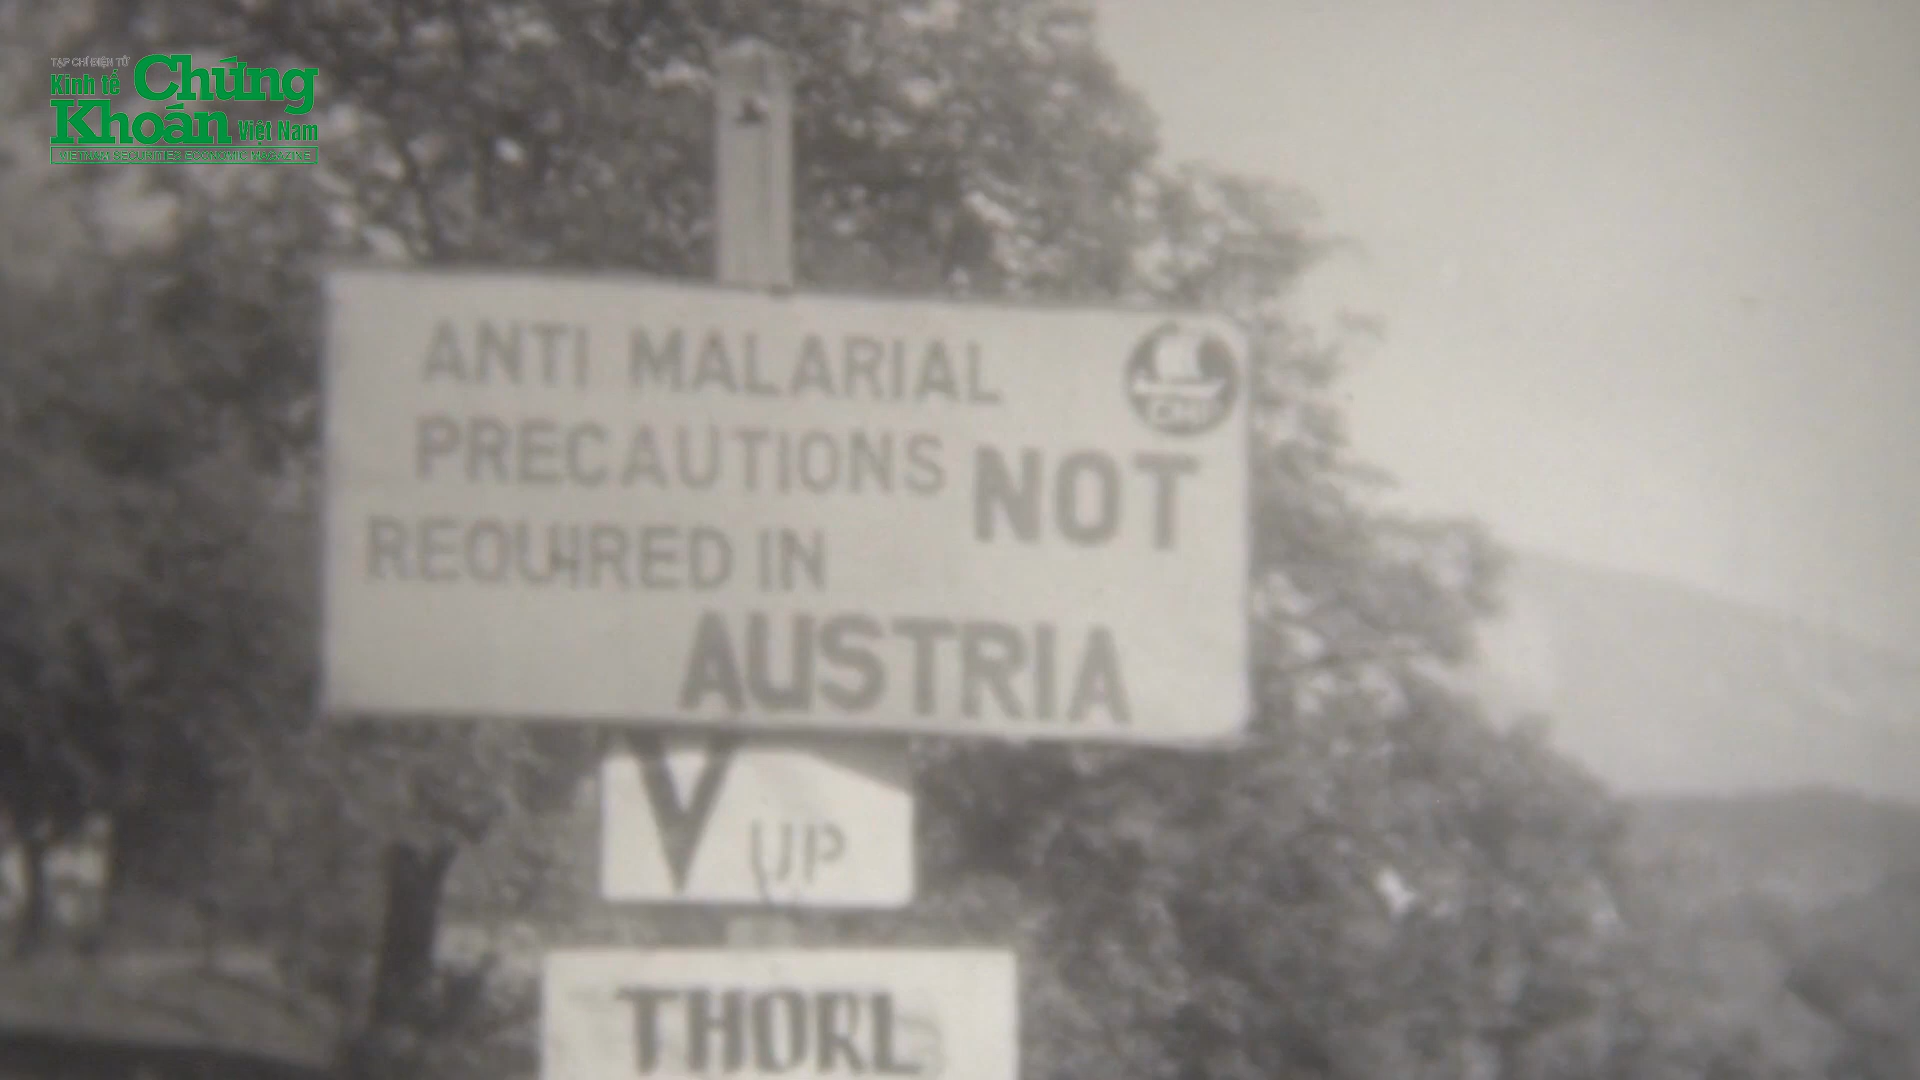 TẠP CHÍ ĐIỆN TỬ
Kinh tế Chứng
Khoán Việt Nam
VIETNAM SECURITIES ECONOMIC MAGAZINE
ANTI MALARIAL
PRECAUTIONS NOT
REQUIRED IN
AUSTRIA
V UP
THORL